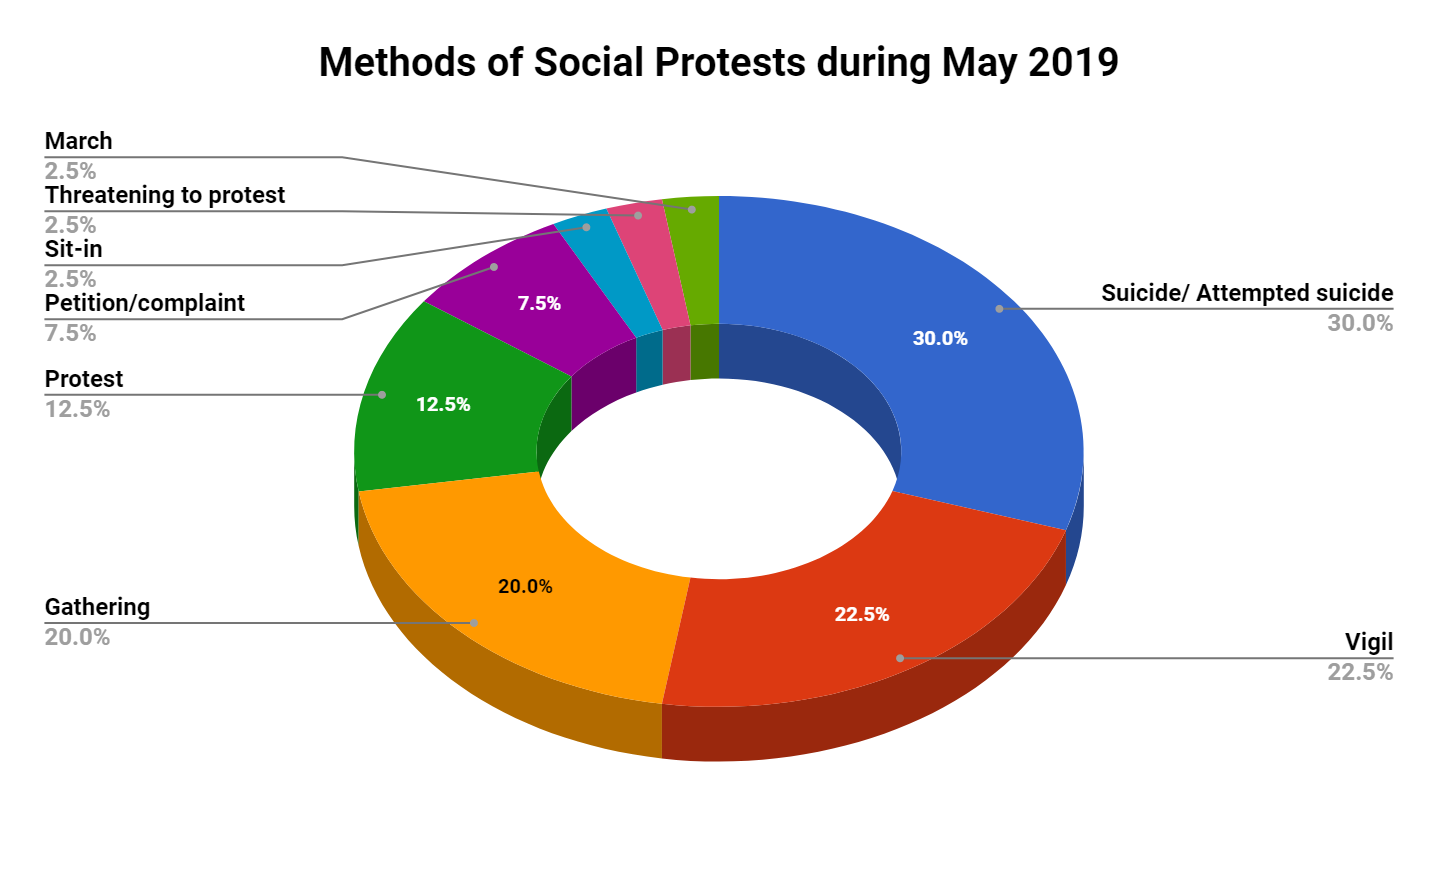 Methods of Social Protests during May 2019
March
2.5%
Threatening to protest
2.5%
Sit-in
2.5%
Petition/complaint
7.5%
Protest
12.5%
Gathering
20.0%
Suicide/ Attempted suicide
30.0%
Vigil
22.5%
7.5%
12.5%
20.0%
30.0%
22.5%